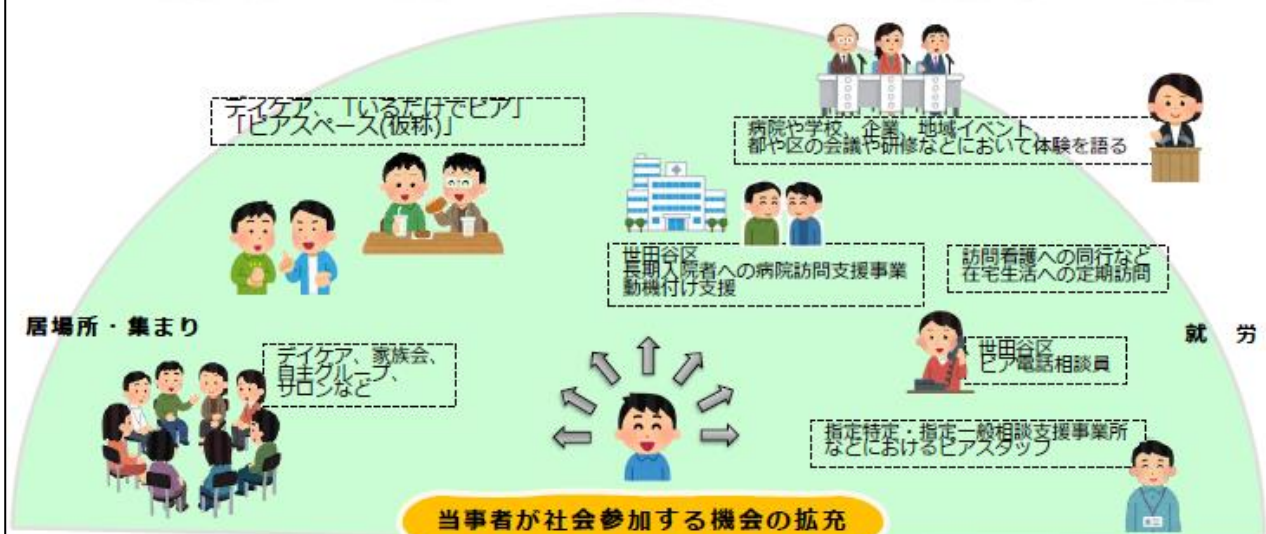 デイケア、「いるだけでピア」
「ピアスペース(仮称)」
病院や学校、企業、地域イベント、
都や区の会議や研修などにおいて体験を語る
世田谷区
長期入院者への病院訪問支援事業
動機付け支援
訪問看護への同行など
在宅生活への定期訪問
居場所・集まり
就 労
デイケア、家族会、
自主グループ、
サロンなど
世田谷区
ピア電話相談員
指定特定・指定一般相談支援事業所
などにおけるピアスタッフ
当事者が社会参加する機会の拡充